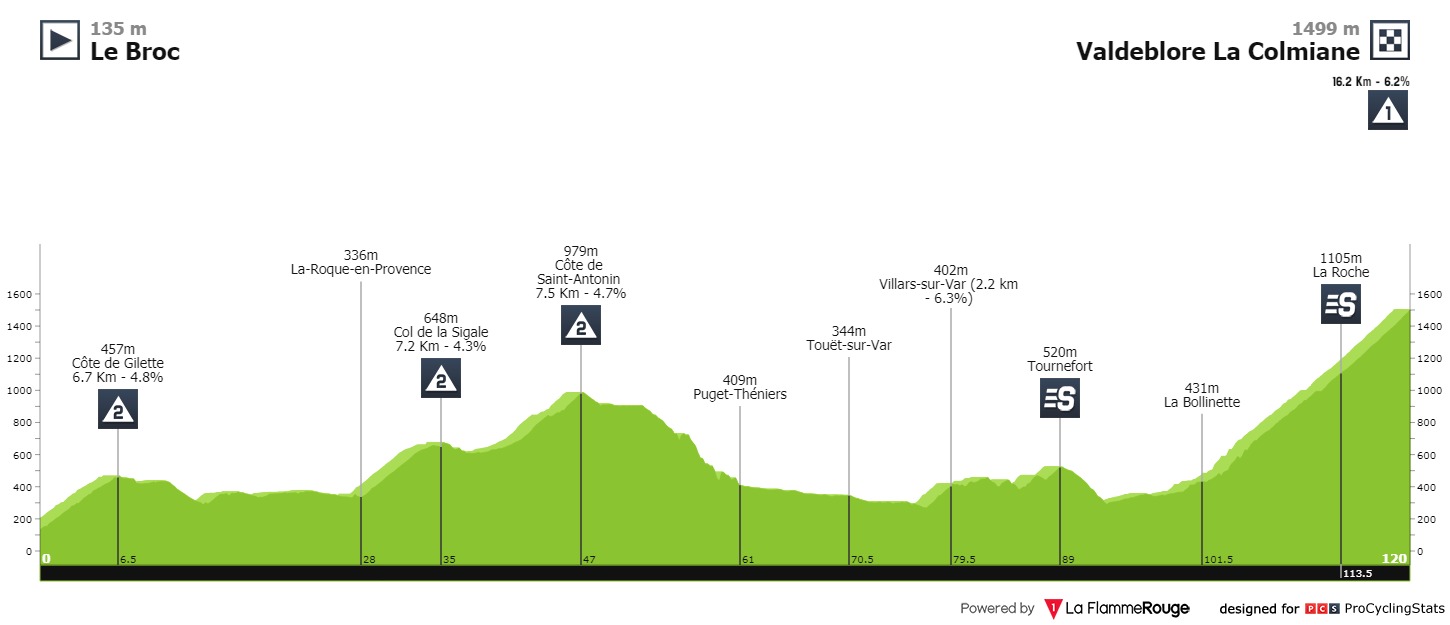 135 m
Le Broc
1499 m
Valdeblore La Colmiane
16.2 Km - 6.2%
1
979m
Côte de
Saint-Antonin
7.5 Km - 4.7%
2
336m
La-Roque-en-Provence
402m
Villars-sur-Var (2.2 km
- 6.3%)
1105m
La Roche
S
648m
Col de la Sigale
7.2 Km - 4.3%
2
344m
Touët-sur-Var
457m
Côte de Gilette
6.7 Km - 4.8%
2
520m
Tournefort
S
409m
Puget-Théniers
431m
La Bollinette
1600
1400
1200
1000
800
600
400
200
0
1600
1400
1200
1000
800
600
400
200
0
0
6.5
28
35
47
61
70.5
79.5
89
101.5
120
113.5
Powered by
1
La FlammeRouge
designed for
PCS
ProCyclingStats